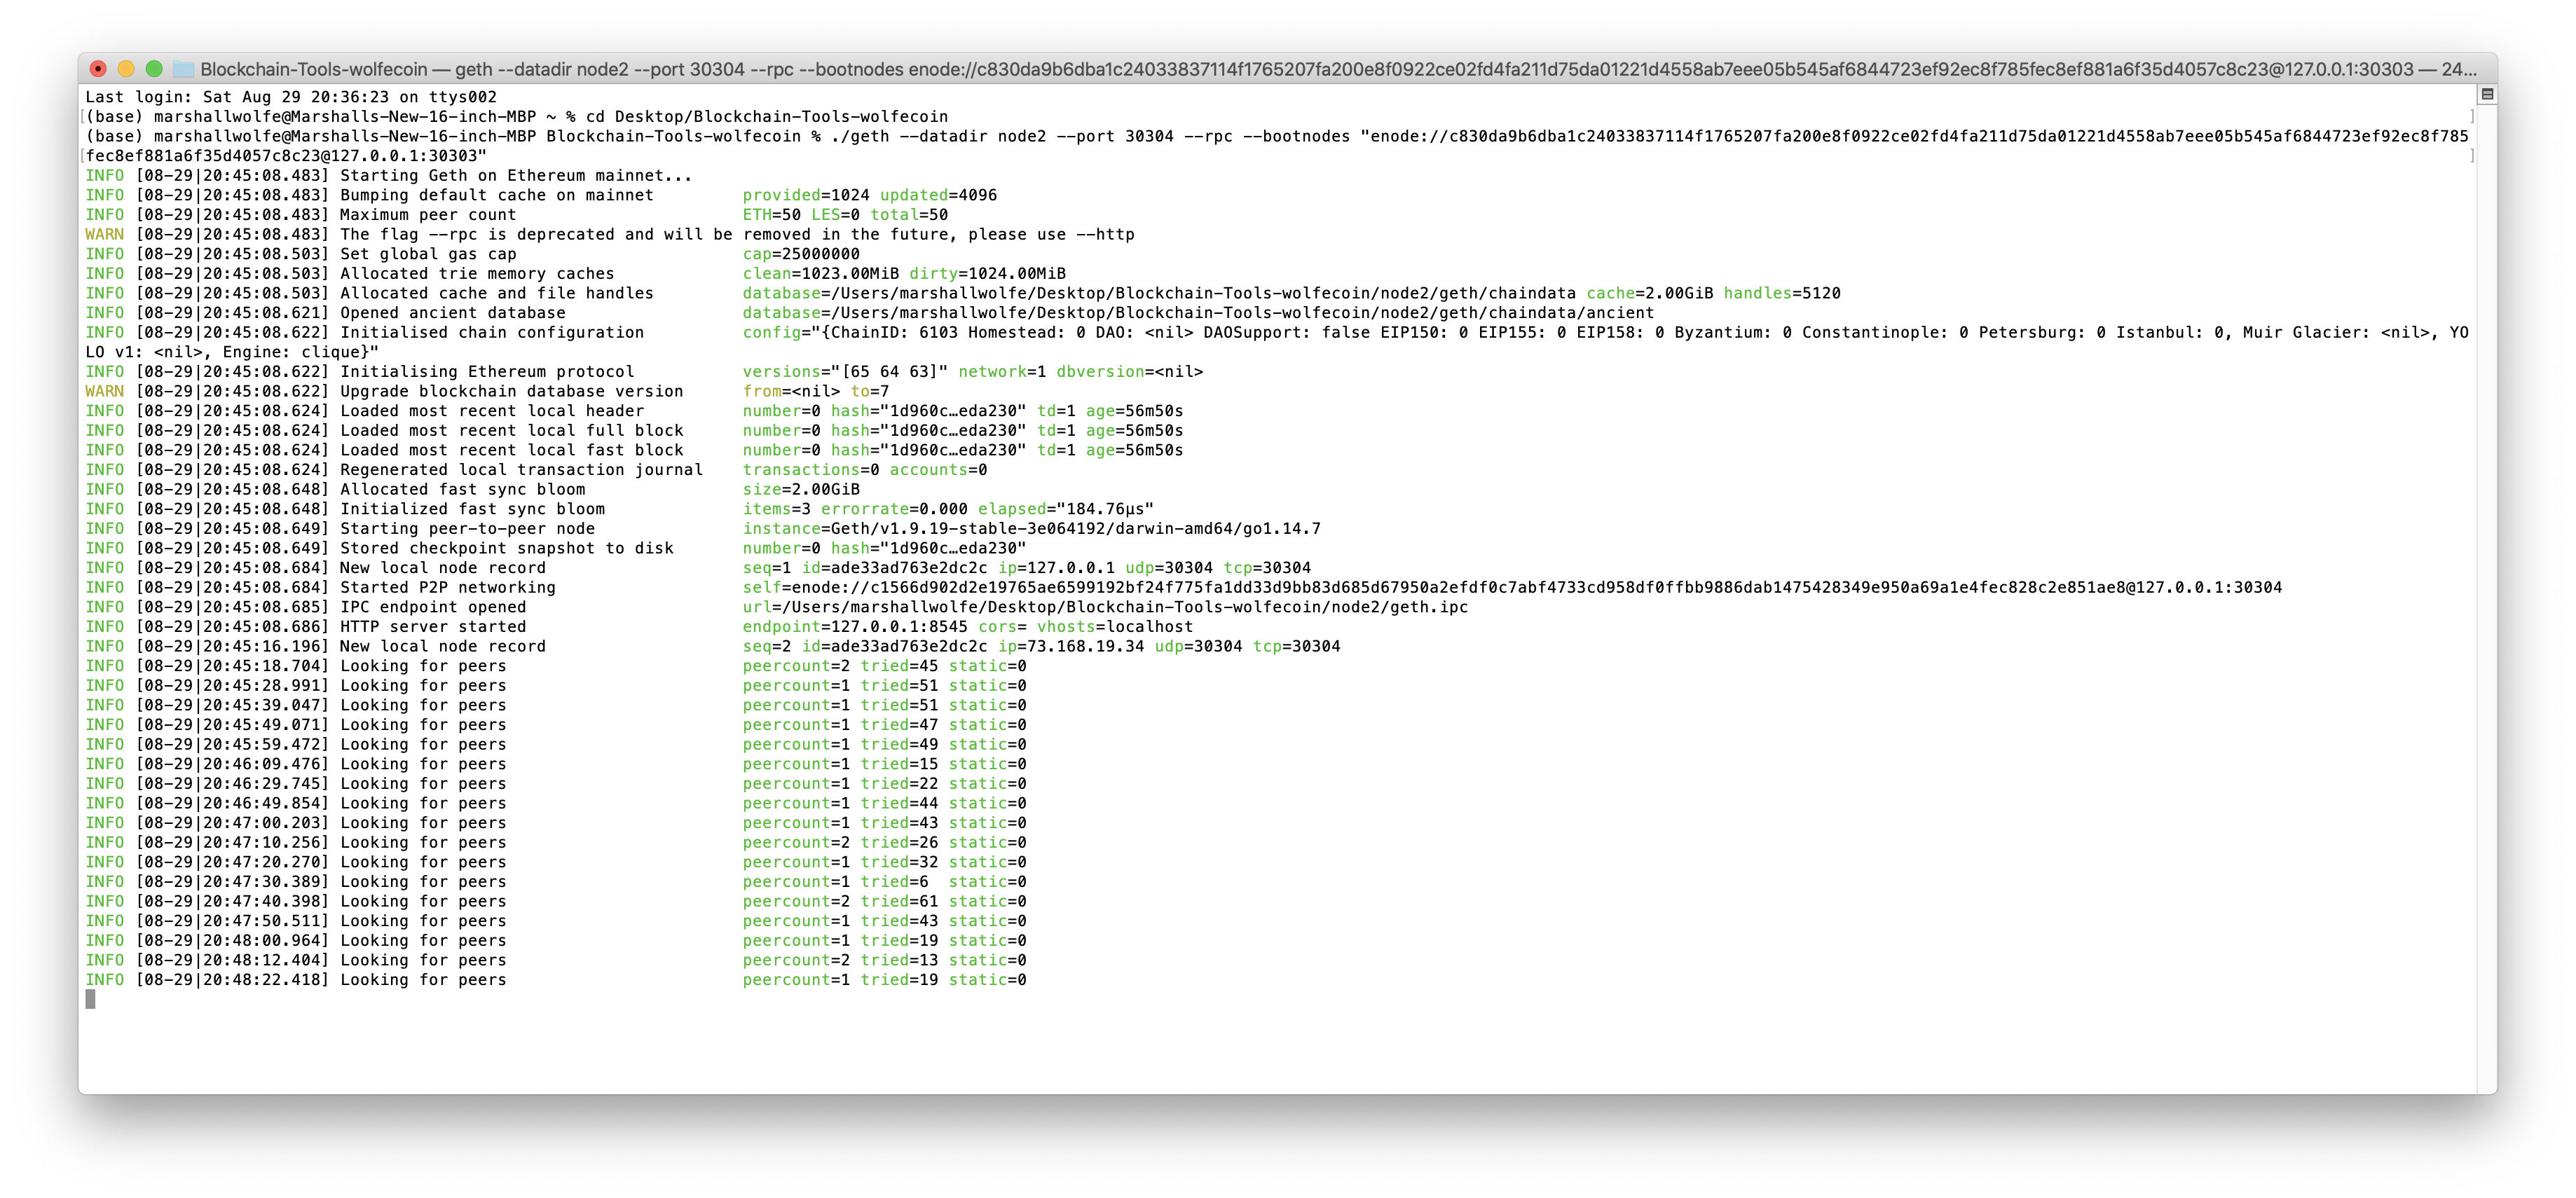 Blockchain-Tools-wolfecoin — geth --datadir node2 --port 30304 --rpc --bootnodes enode://c830da9b6dba1c24033837114f1765207fa200e8f0922ce02fd4fa211d75da01221d4558ab7eee05b545af6844723ef92ec8f785fec8ef881a6f35d4057c8c23@127.0.0.1:30303 — 24...
Last login: Sat Aug 29 20:36:23 on ttys002
[(base) marshallwolfe@Marshalls-New-16-inch-MBP ~ % cd Desktop/Blockchain-Tools-wolfecoin ]
(base) marshallwolfe@Marshalls-New-16-inch-MBP Blockchain-Tools-wolfecoin % ./geth --datadir node2 --port 30304 --rpc --bootnodes "enode://c830da9b6dba1c24033837114f1765207fa200e8f0922ce02fd4fa211d75da01221d4558ab7eee05b545af6844723ef92ec8f785
[fec8ef881a6f35d4057c8c23@127.0.0.1:30303" ]
INFO [08-29|20:45:08.483] Starting Geth on Ethereum mainnet...
INFO [08-29|20:45:08.483] Bumping default cache on mainnet provided=1024 updated=4096
INFO [08-29|20:45:08.483] Maximum peer count ETH=50 LES=0 total=50
WARN [08-29|20:45:08.483] The flag --rpc is deprecated and will be removed in the future, please use --http
INFO [08-29|20:45:08.503] Set global gas cap cap=25000000
INFO [08-29|20:45:08.503] Allocated trie memory caches clean=1023.00MiB dirty=1024.00MiB
INFO [08-29|20:45:08.503] Allocated cache and file handles database=/Users/marshallwolfe/Desktop/Blockchain-Tools-wolfecoin/node2/geth/chaindata cache=2.00GiB handles=5120
INFO [08-29|20:45:08.621] Opened ancient database database=/Users/marshallwolfe/Desktop/Blockchain-Tools-wolfecoin/node2/geth/chaindata/ancient
INFO [08-29|20:45:08.622] Initialised chain configuration config="{ChainID: 6103 Homestead: 0 DAO: <nil> DAOSupport: false EIP150: 0 EIP155: 0 EIP158: 0 Byzantium: 0 Constantinople: 0 Petersburg: 0 Istanbul: 0, Muir Glacier: <nil>, YO
LO v1: <nil>, Engine: clique}"
INFO [08-29|20:45:08.622] Initialising Ethereum protocol versions="[65 64 63]" network=1 dbversion=<nil>
WARN [08-29|20:45:08.622] Upgrade blockchain database version from=<nil> to=7
INFO [08-29|20:45:08.624] Loaded most recent local header number=0 hash="1d960c…eda230" td=1 age=56m50s
INFO [08-29|20:45:08.624] Loaded most recent local full block number=0 hash="1d960c…eda230" td=1 age=56m50s
INFO [08-29|20:45:08.624] Loaded most recent local fast block number=0 hash="1d960c…eda230" td=1 age=56m50s
INFO [08-29|20:45:08.624] Regenerated local transaction journal transactions=0 accounts=0
INFO [08-29|20:45:08.648] Allocated fast sync bloom size=2.00GiB
INFO [08-29|20:45:08.648] Initialized fast sync bloom items=3 errorrate=0.000 elapsed="184.76µs"
INFO [08-29|20:45:08.649] Starting peer-to-peer node instance=Geth/v1.9.19-stable-3e064192/darwin-amd64/go1.14.7
INFO [08-29|20:45:08.649] Stored checkpoint snapshot to disk number=0 hash="1d960c…eda230"
INFO [08-29|20:45:08.684] New local node record seq=1 id=ade33ad763e2dc2c ip=127.0.0.1 udp=30304 tcp=30304
INFO [08-29|20:45:08.684] Started P2P networking self=enode://c1566d902d2e19765ae6599192bf24f775fa1dd33d9bb83d685d67950a2efdf0c7abf4733cd958df0ffbb9886dab1475428349e950a69a1e4fec828c2e851ae8@127.0.0.1:30304
INFO [08-29|20:45:08.685] IPC endpoint opened url=/Users/marshallwolfe/Desktop/Blockchain-Tools-wolfecoin/node2/geth.ipc
INFO [08-29|20:45:08.686] HTTP server started endpoint=127.0.0.1:8545 cors= vhosts=localhost
INFO [08-29|20:45:16.196] New local node record seq=2 id=ade33ad763e2dc2c ip=73.168.19.34 udp=30304 tcp=30304
INFO [08-29|20:45:18.704] Looking for peers peercount=2 tried=45 static=0
INFO [08-29|20:45:28.991] Looking for peers peercount=1 tried=51 static=0
INFO [08-29|20:45:39.047] Looking for peers peercount=1 tried=51 static=0
INFO [08-29|20:45:49.071] Looking for peers peercount=1 tried=47 static=0
INFO [08-29|20:45:59.472] Looking for peers peercount=1 tried=49 static=0
INFO [08-29|20:46:09.476] Looking for peers peercount=1 tried=15 static=0
INFO [08-29|20:46:29.745] Looking for peers peercount=1 tried=22 static=0
INFO [08-29|20:46:49.854] Looking for peers peercount=1 tried=44 static=0
INFO [08-29|20:47:00.203] Looking for peers peercount=1 tried=43 static=0
INFO [08-29|20:47:10.256] Looking for peers peercount=2 tried=26 static=0
INFO [08-29|20:47:20.270] Looking for peers peercount=1 tried=32 static=0
INFO [08-29|20:47:30.389] Looking for peers peercount=1 tried=6 static=0
INFO [08-29|20:47:40.398] Looking for peers peercount=2 tried=61 static=0
INFO [08-29|20:47:50.511] Looking for peers peercount=1 tried=43 static=0
INFO [08-29|20:48:00.964] Looking for peers peercount=1 tried=19 static=0
INFO [08-29|20:48:12.404] Looking for peers peercount=2 tried=13 static=0
INFO [08-29|20:48:22.418] Looking for peers peercount=1 tried=19 static=0